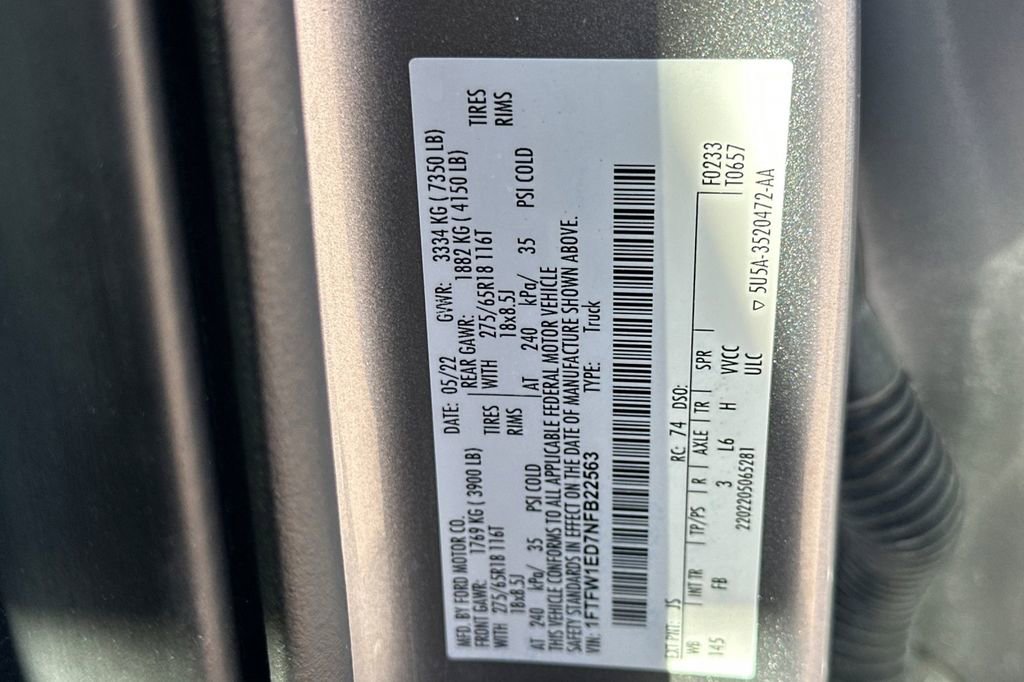 MFD. BY FORD MOTOR CO.
DATE: 05/22 GVWR: 3334 KG ( 7350 LB)
FRONT GAWR: 1769 KG ( 3900 LB) REAR GAWR: 1882 KG ( 4150 LB)
WITH 275/65R18 116T TIRES WITH 275/65R18 116T TIRES
18x8.5J RIMS 18x8.5J RIMS
AT 240 kPa/ 35 PSI COLD AT 240 kPa/ 35 PSI COLD
THIS VEHICLE CONFORMS TO ALL APPLICABLE FEDERAL MOTOR VEHICLE
SAFETY STANDARDS IN EFFECT ON THE DATE OF MANUFACTURE SHOWN ABOVE.
VIN: 1FTFW1ED7NFB22563 TYPE: Truck
EXT PNT: JS RC: 74 DSO:
WB INT TR TP/PS R AXLE TR SPR F0233
145 FB 3 L6 H VVCC T0657
2202205065281 ULC ▽ 5U5A-3520472-AA